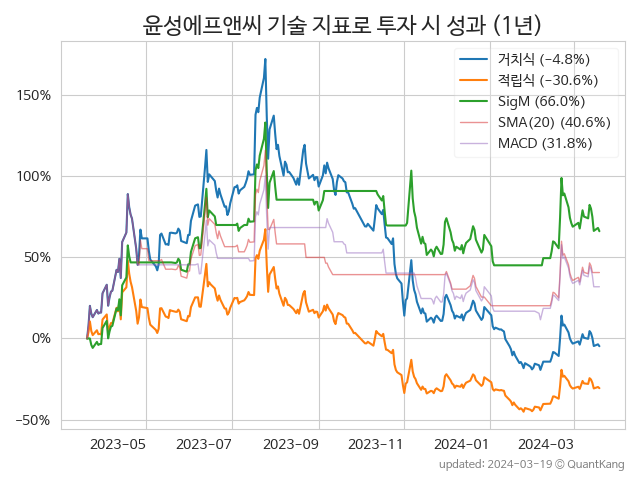 윤성에프앤씨 기술 지표로 투자 시 성과 (1년)
거치식 (−4.8%)
적립식 (−30.6%)
SigM (66.0%)
SMA(20) (40.6%)
MACD (31.8%)
150%
100%
50%
0%
−50%
2023−05 2023−07 2023−09 2023−11 2024−01 2024−03
updated: 2024−03−19 © QuantKang